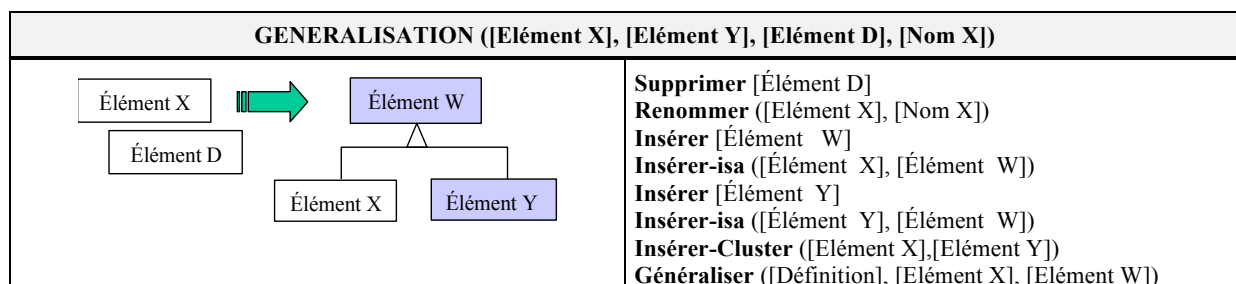 GENERALISATION ([Elément X], [Elément Y], [Elément D], [Nom X])
Élément X
Élément D
Élément W
Élément X
Élément Y
Supprimer [Élément D]
Renommer ([Elément X], [Nom X])
Insérer [Élément W]
Insérer-isa ([Élément X], [Élément W])
Insérer [Élément Y]
Insérer-isa ([Élément Y], [Élément W])
Insérer-Cluster ([Elément X],[Elément Y])
Généraliser ([Définition], [Elément X], [Elément W])